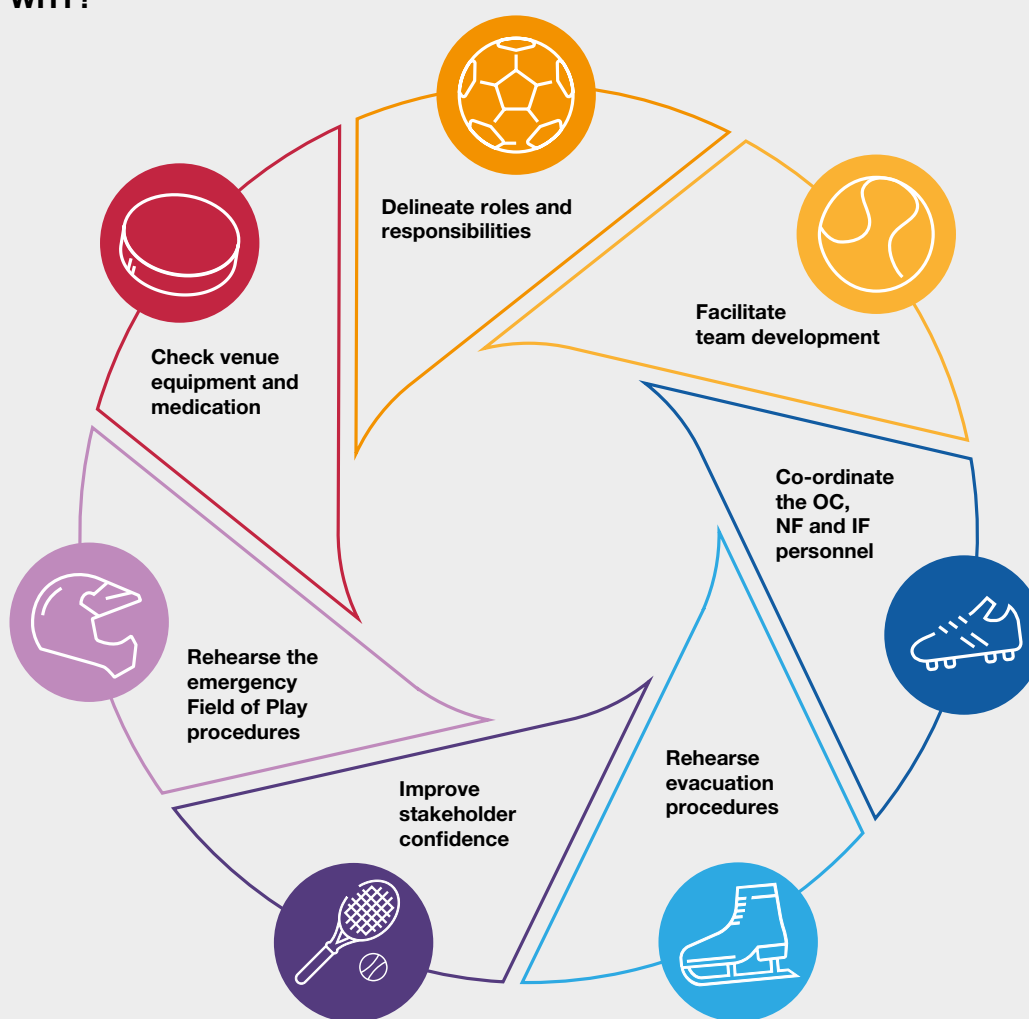 WHY?
Delineate roles and
responsibilities
Facilitate
team development
Co-ordinate
the OC,
NF and IF
personnel
Rehearse
evacuation
procedures
Improve
stakeholder
confidence
Rehearse the
emergency
Field of Play
procedures
Check venue
equipment and
medication